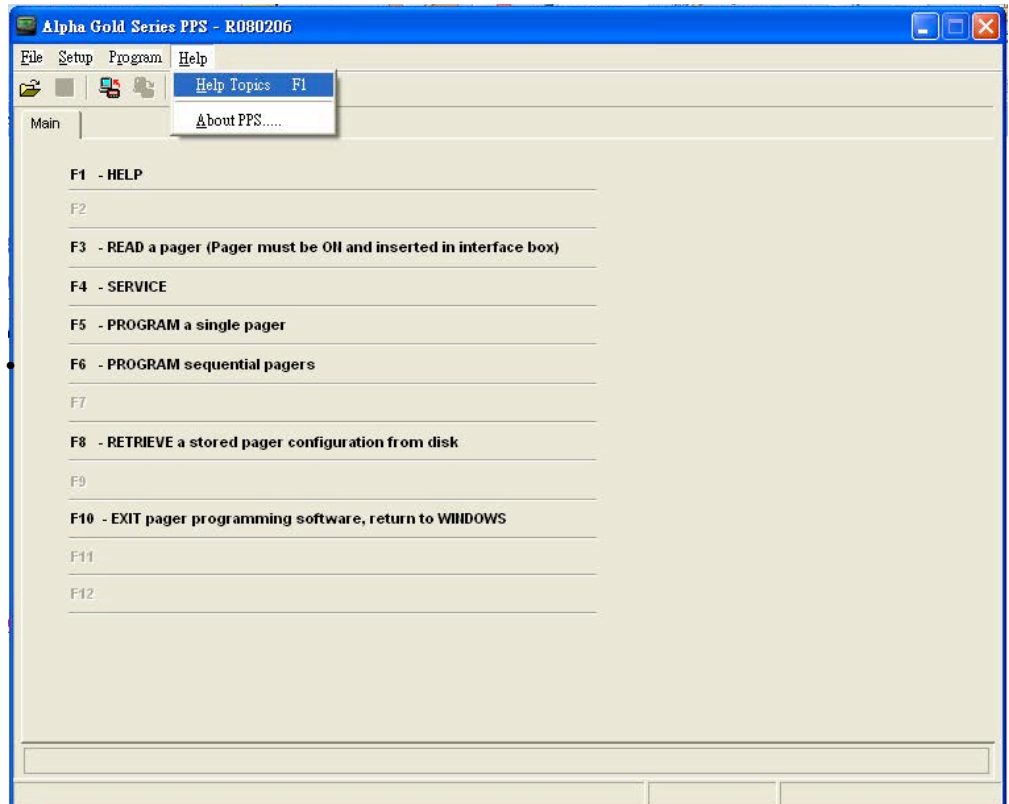 Alpha Gold Series PPS - R080206
File Setup Program Help
Help Topics F1
About PPS.....
Main
F1 - HELP
F2
F3 - READ a pager (Pager must be ON and inserted in interface box)
F4 - SERVICE
F5 - PROGRAM a single pager
F6 - PROGRAM sequential pagers
F7
F8 - RETRIEVE a stored pager configuration from disk
F9
F10 - EXIT pager programming software, return to WINDOWS
F11
F12